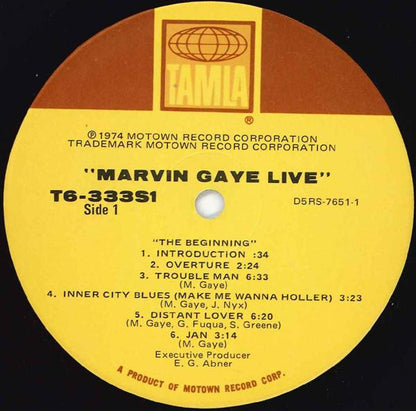 TAMLA
®
℗ 1974 MOTOWN RECORD CORPORATION
TRADEMARK MOTOWN RECORD CORPORATION
"MARVIN GAYE LIVE"
T6-333S1
Side 1
D5RS-7651-1
"THE BEGINNING"
1. INTRODUCTION :34
2. OVERTURE 2:24
3. TROUBLE MAN 6:33
(M. Gaye)
4. INNER CITY BLUES (MAKE ME WANNA HOLLER) 3:23
(M. Gaye, J. Nyx)
5. DISTANT LOVER 6:20
(M. Gaye, G. Fuqua, S. Greene)
6. JAN 3:14
(M. Gaye)
Executive Producer
E. G. Abner
A PRODUCT OF MOTOWN RECORD CORP.